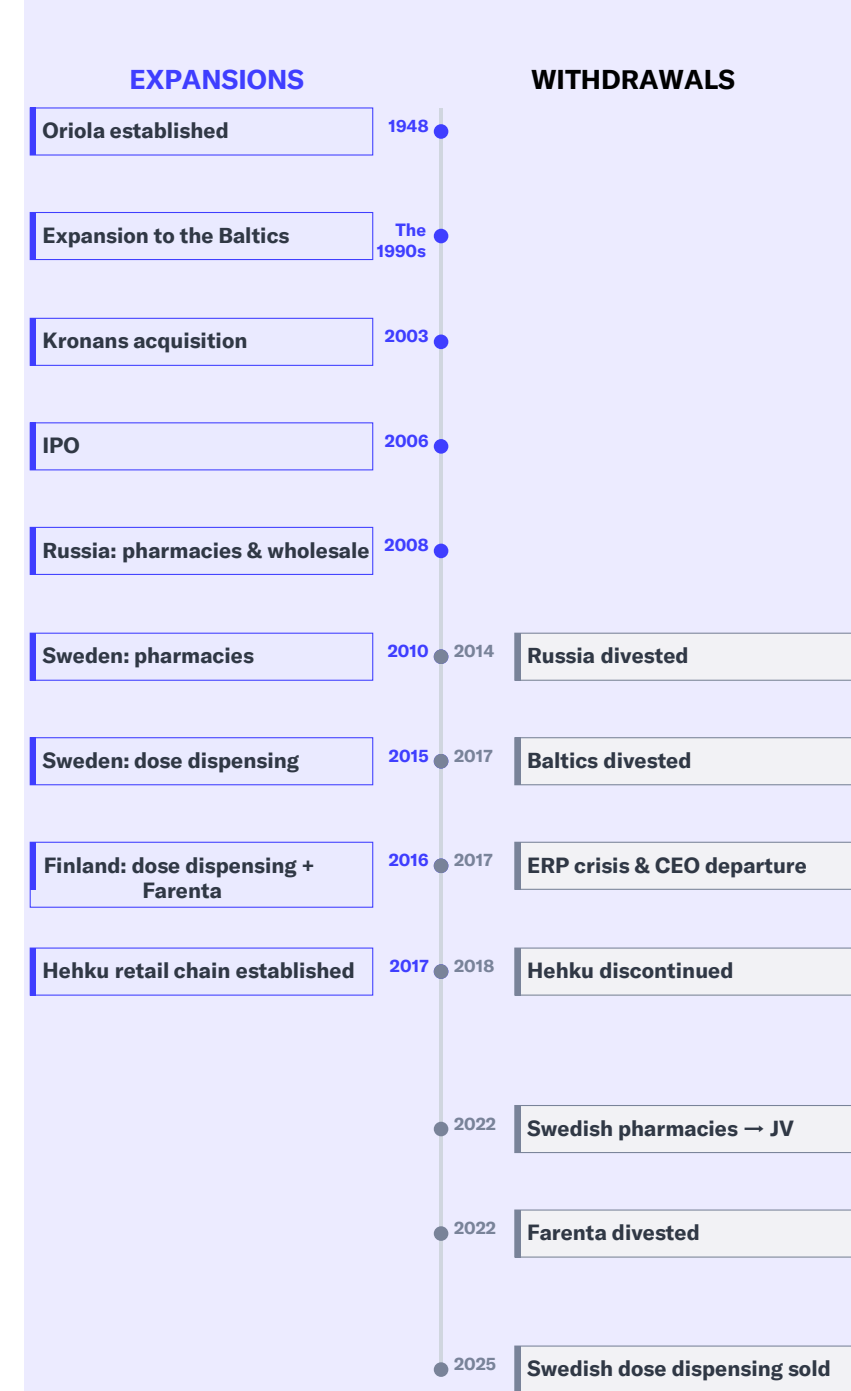 EXPANSIONS
WITHDRAWALS
Oriola established
1948
Expansion to the Baltics
The
1990s
Kronans acquisition
2003
IPO
2006
Russia: pharmacies & wholesale
2008
Sweden: pharmacies
2010
2014
Russia divested
Sweden: dose dispensing
2015
2017
Baltics divested
Finland: dose dispensing +
Farenta
2016
2017
ERP crisis & CEO departure
Hehku retail chain established
2017
2018
Hehku discontinued
2022
Swedish pharmacies → JV
2022
Farenta divested
2025
Swedish dose dispensing sold